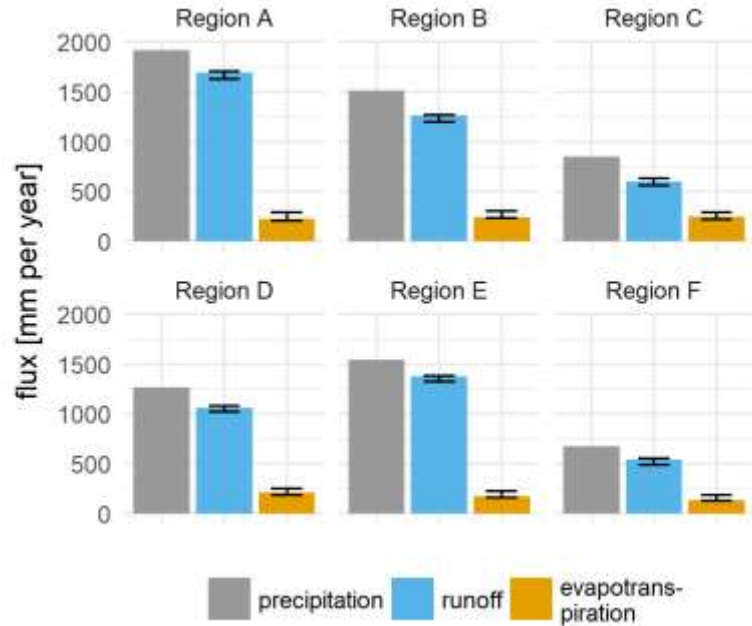 Region A Region B Region C
2000
1500
1000
500
0
Region D Region E Region F
2000
1500
1000
500
0
flux [mm per year]
precipitation runoff evapotrans-
piration